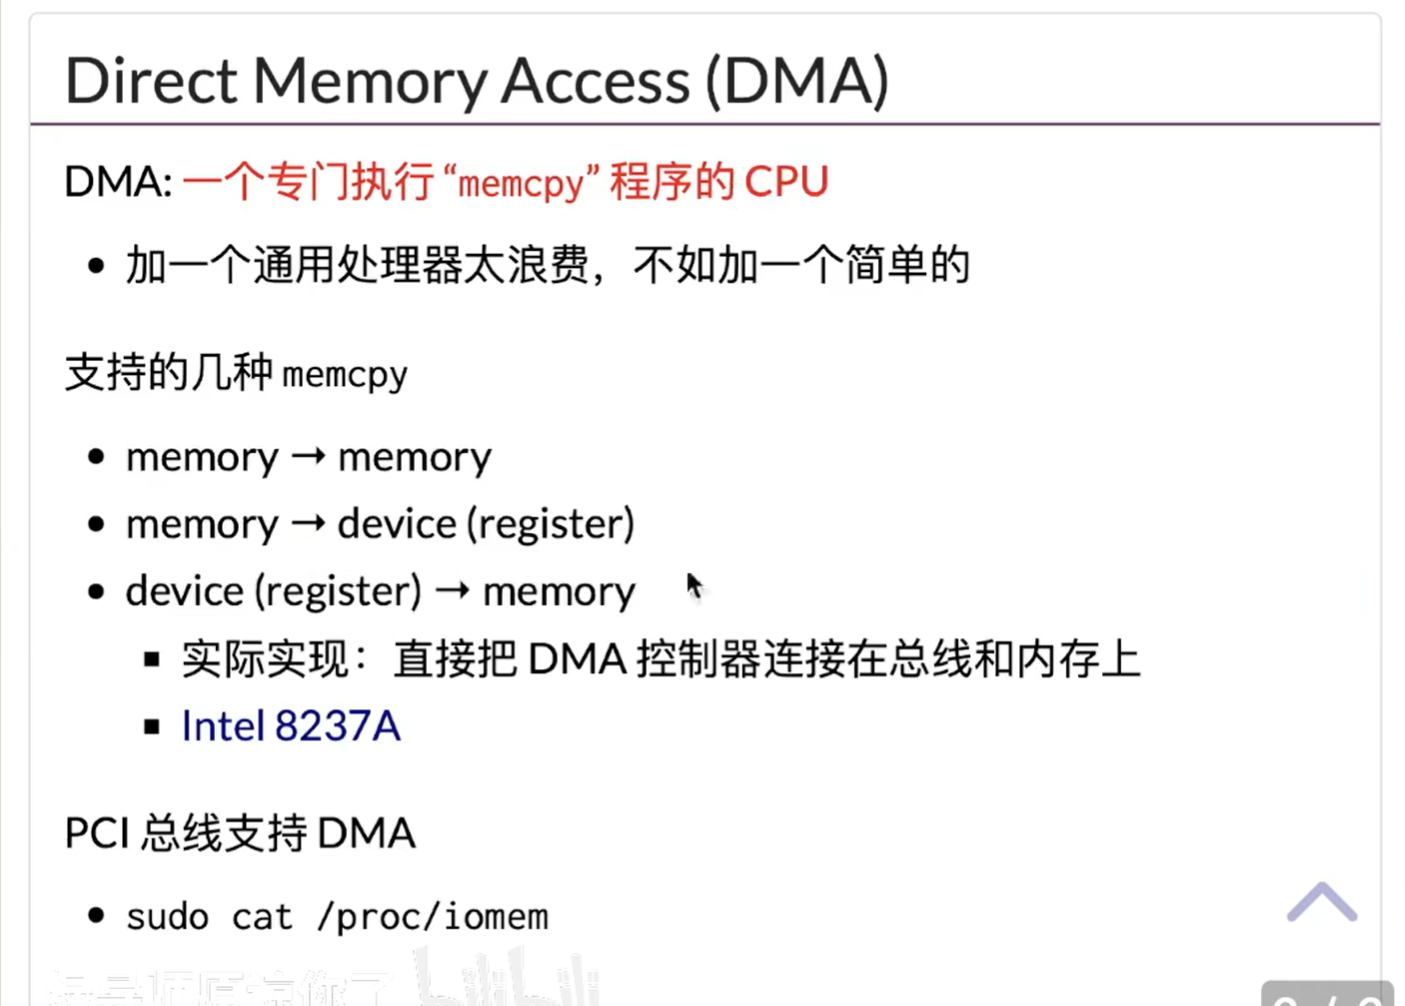 Direct Memory Access (DMA)
DMA: 一个专门执行 “memcpy” 程序的 CPU
• 加一个通用处理器太浪费，不如加一个简单的
支持的几种 memcpy
• memory → memory
• memory → device (register)
• device (register) → memory
▪ 实际实现：直接把 DMA 控制器连接在总线和内存上
▪ Intel 8237A
PCI 总线支持 DMA
• sudo cat /proc/iomem